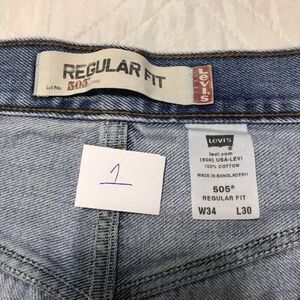 REGULAR FIT
Lot No. 505
Levi's
1
Levi's
levi.com
(800) USA-LEVI
100% COTTON
MADE IN BANGLADESH
505®
REGULAR FIT
W34 L30